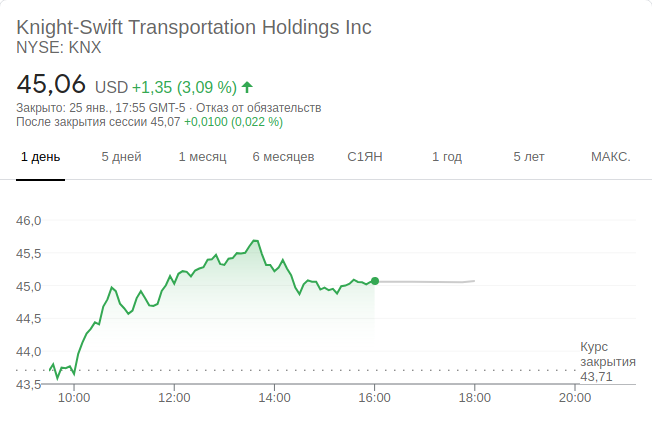 Knight-Swift Transportation Holdings Inc
NYSE: KNX
45,06 USD +1,35 (3,09 %)
Закрыто: 25 янв., 17:55 GMT-5 · Отказ от обязательств
После закрытия сессии 45,07 +0,0100 (0,022 %)
1 день 5 дней 1 месяц 6 месяцев С1ЯН 1 год 5 лет МАКС.
46,0
45,5
45,0
44,5
44,0
43,5
Курс
закрытия
43,71
10:00 12:00 14:00 16:00 18:00 20:00